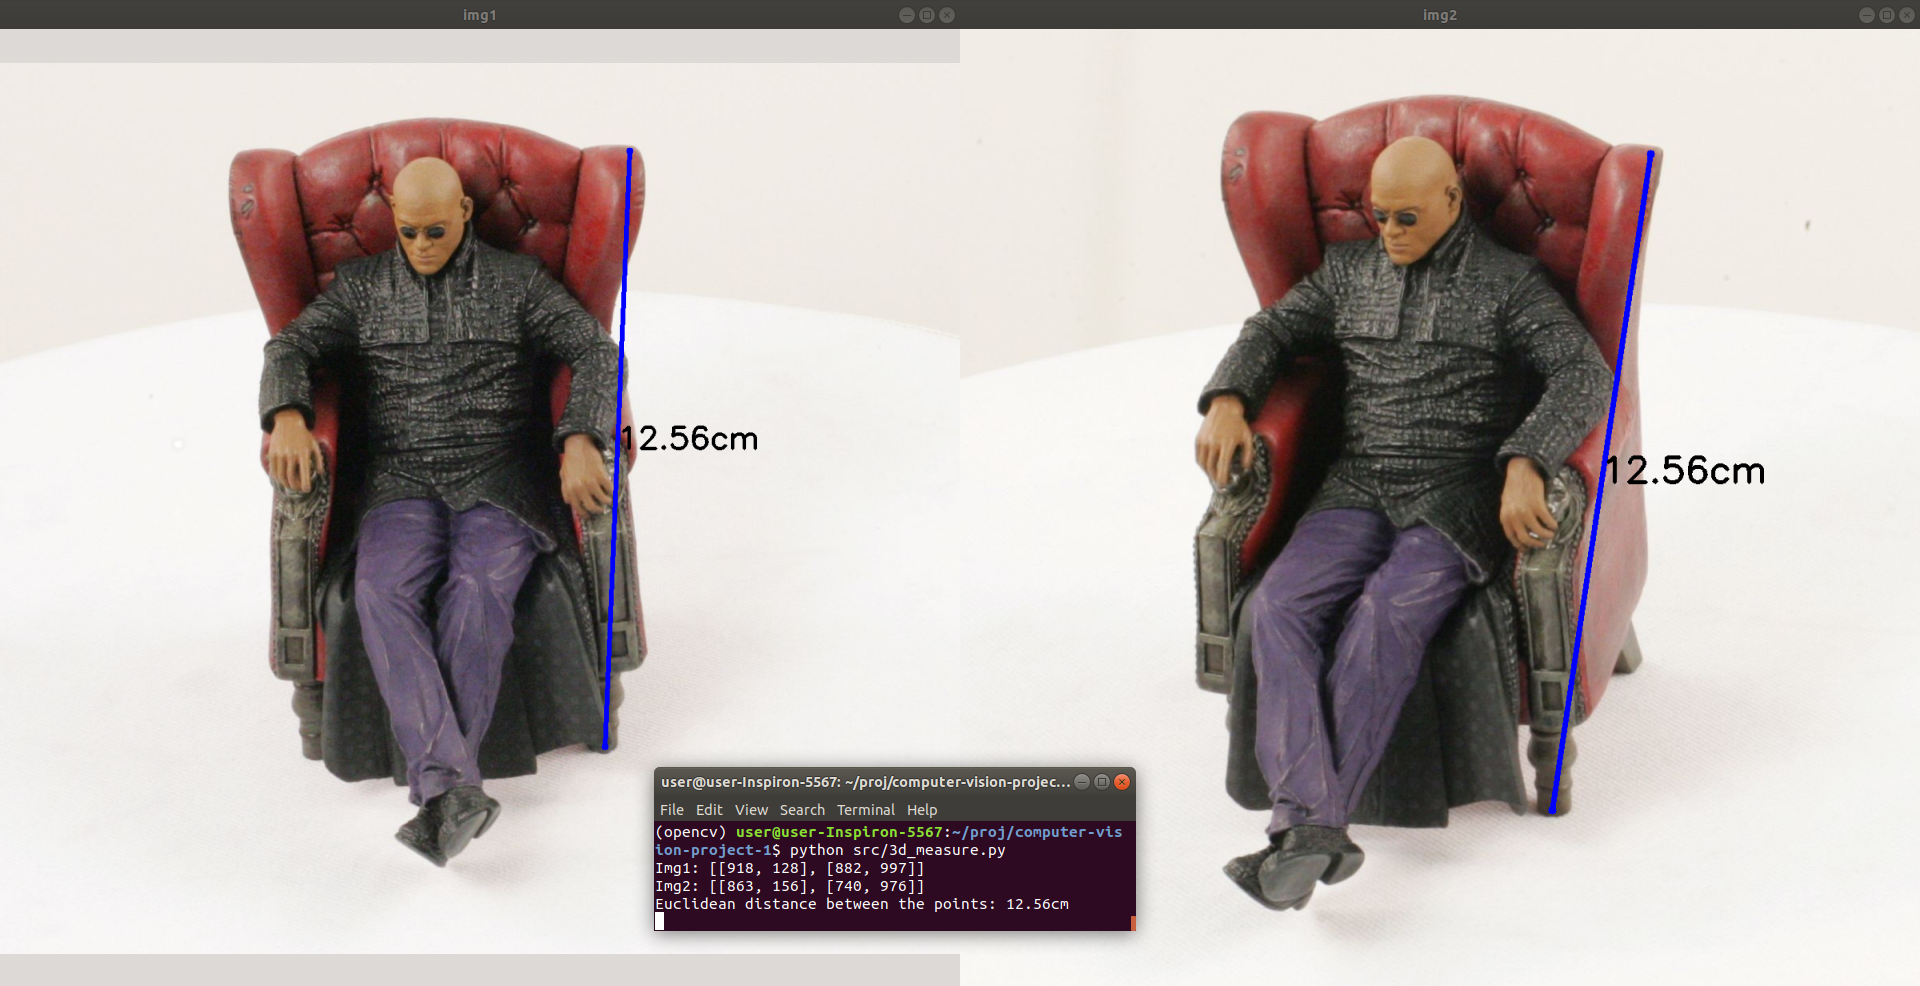 img1
img2
12.56cm
12.56cm
user@user-Inspiron-5567: ~/proj/computer-vision-projec...
File Edit View Search Terminal Help
(opencv) user@user-Inspiron-5567:~/proj/computer-vis
ion-project-1$ python src/3d_measure.py
Img1: [[918, 128], [882, 997]]
Img2: [[863, 156], [740, 976]]
Euclidean distance between the points: 12.56cm